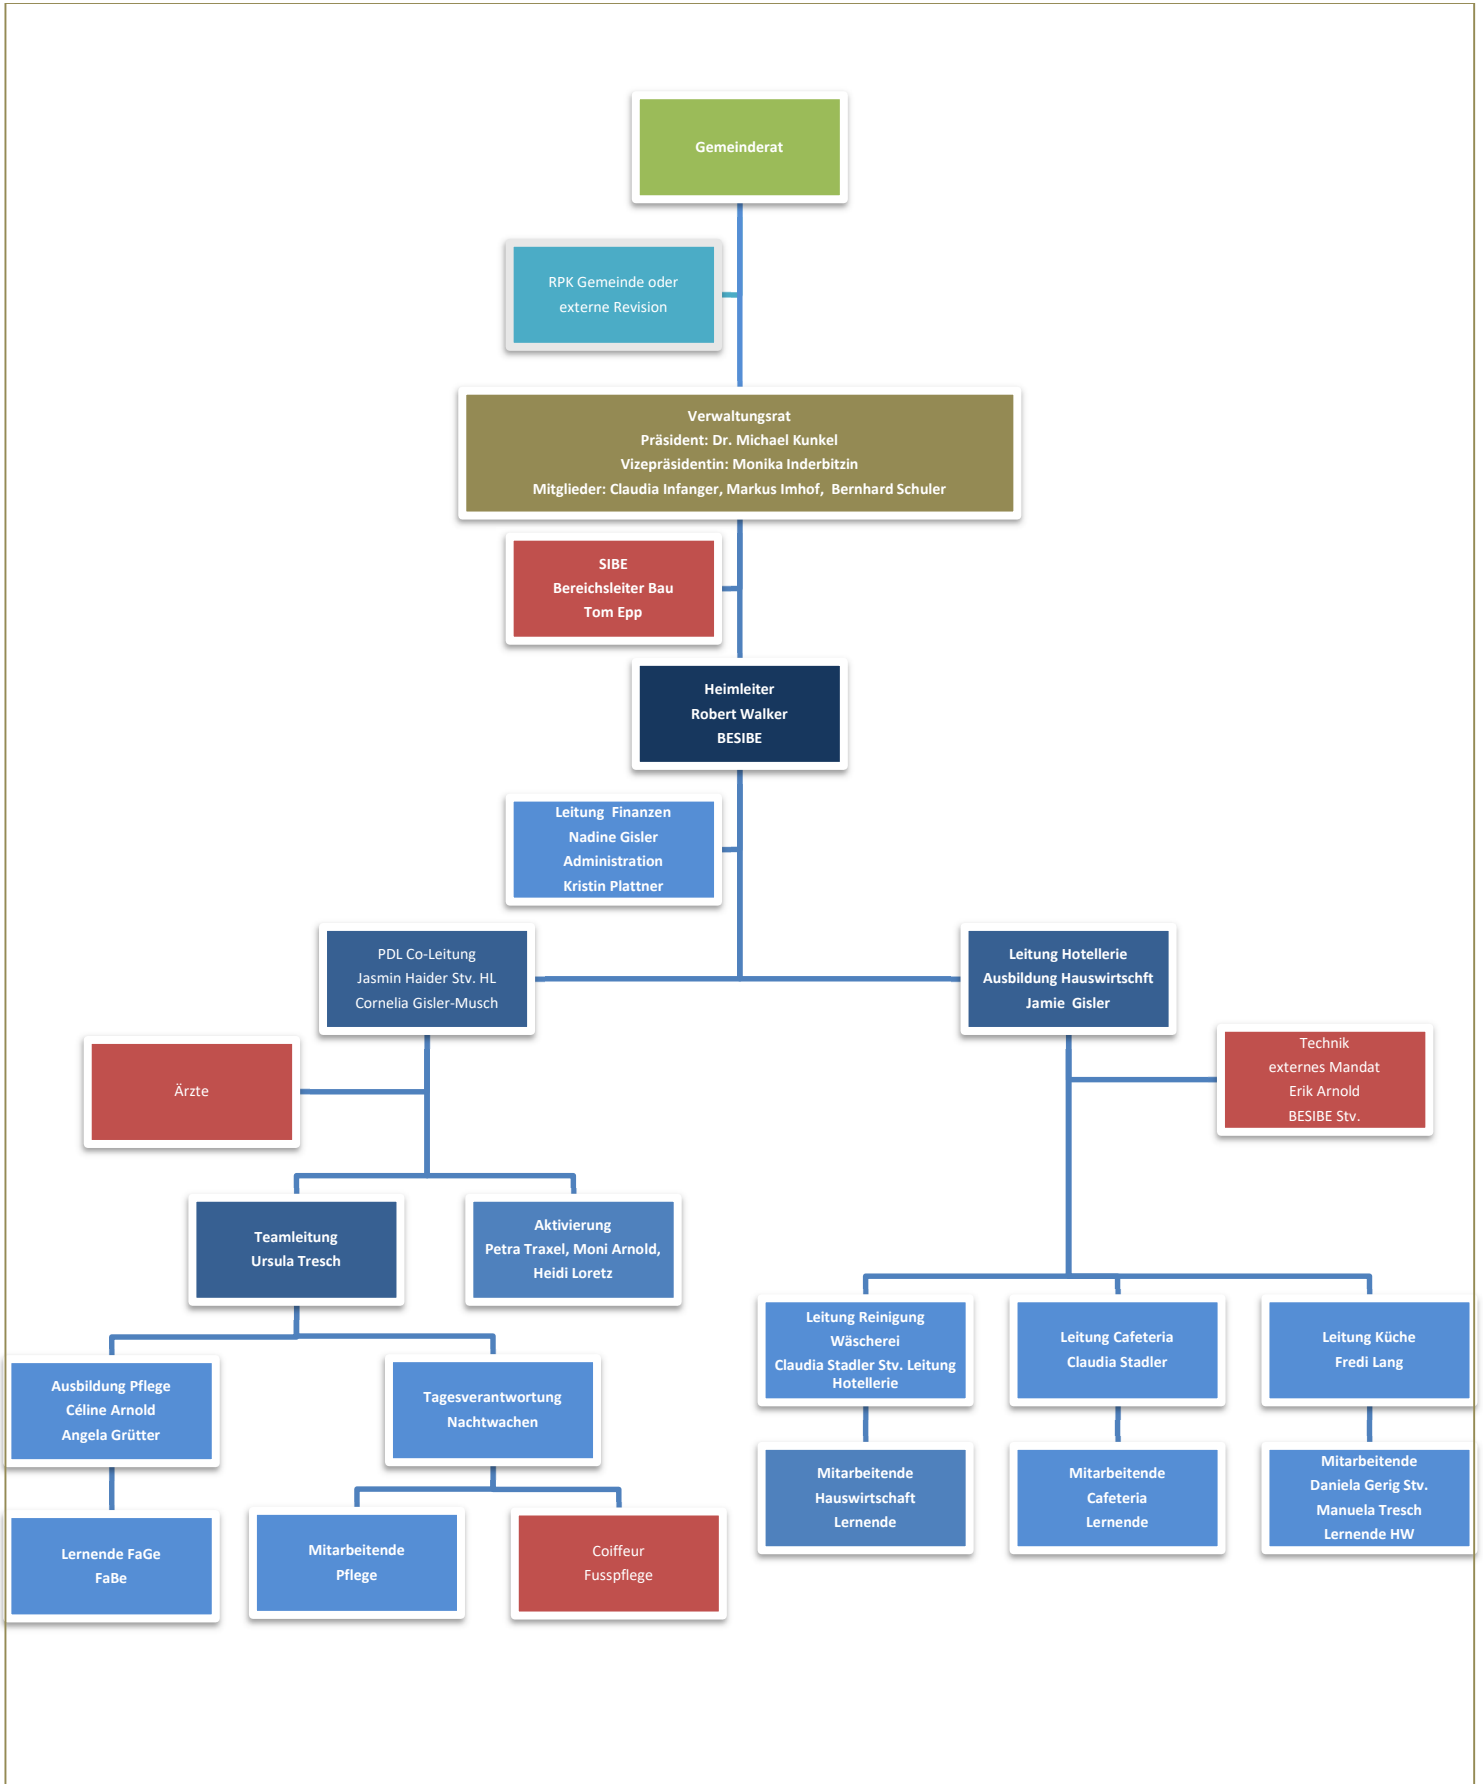 Gemeinderat
RPK Gemeinde oder
externe Revision
Verwaltungsrat
Präsident: Dr. Michael Kunkel
Vizepräsidentin: Monika Inderbitzin
Mitglieder: Claudia Infanger, Markus Imhof, Bernhard Schuler
SIBE
Bereichsleiter Bau
Tom Epp
Heimleiter
Robert Walker
BESIBE
Leitung Finanzen
Nadine Gisler
Administration
Kristin Plattner
PDL Co-Leitung
Jasmin Haider Stv. HL
Cornelia Gisler-Musch
Leitung Hotellerie
Ausbildung Hauswirtschft
Jamie Gisler
Ärzte
Technik
externes Mandat
Erik Arnold
BESIBE Stv.
Teamleitung
Ursula Tresch
Aktivierung
Petra Traxel, Moni Arnold,
Heidi Loretz
Leitung Reinigung
Wäscherei
Claudia Stadler Stv. Leitung
Hotellerie
Leitung Cafeteria
Claudia Stadler
Leitung Küche
Fredi Lang
Ausbildung Pflege
Céline Arnold
Angela Grütter
Tagesverantwortung
Nachtwachen
Mitarbeitende
Hauswirtschaft
Lernende
Mitarbeitende
Cafeteria
Lernende
Mitarbeitende
Daniela Gerig Stv.
Manuela Tresch
Lernende HW
Lernende FaGe
FaBe
Mitarbeitende
Pflege
Coiffeur
Fusspflege